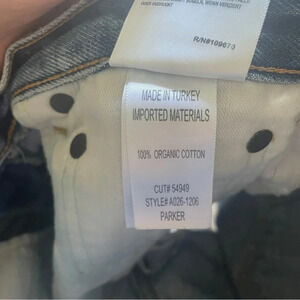 R/N#109673
MADE IN TURKEY
IMPORTED MATERIALS
100% ORGANIC COTTON
CUT# 54949
STYLE# A026-1206
PARKER